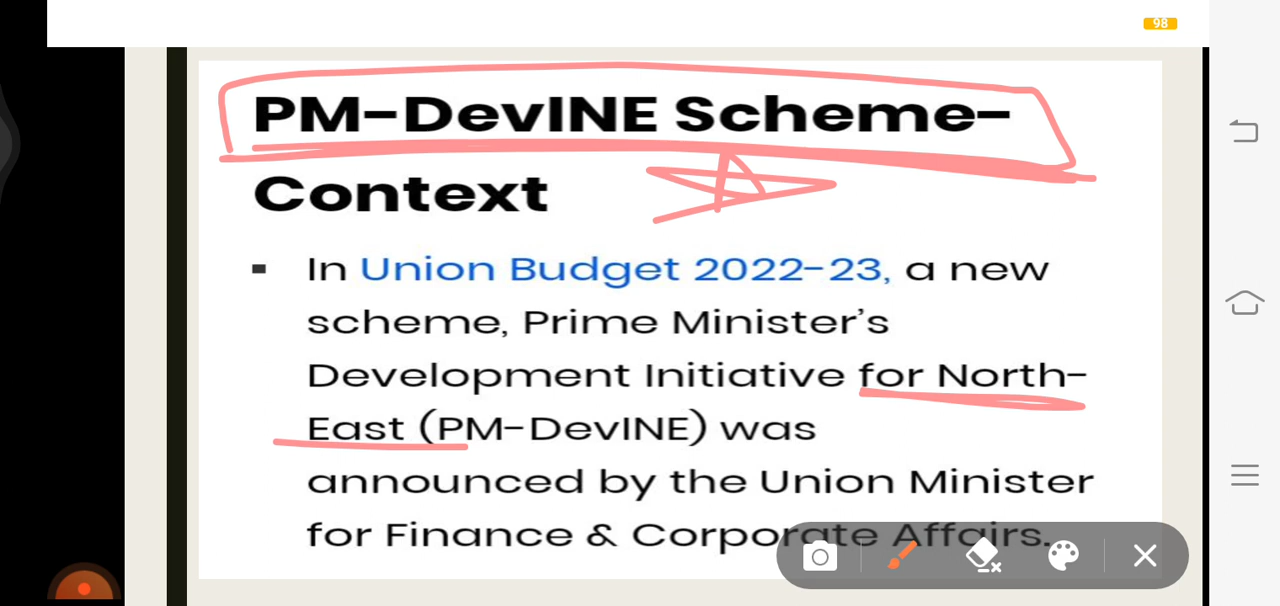 98
PM-DevINE Scheme-
Context
▪ In Union Budget 2022-23, a new
scheme, Prime Minister's
Development Initiative for North-
East (PM-DevINE) was
announced by the Union Minister
for Finance & Corporate Affairs.